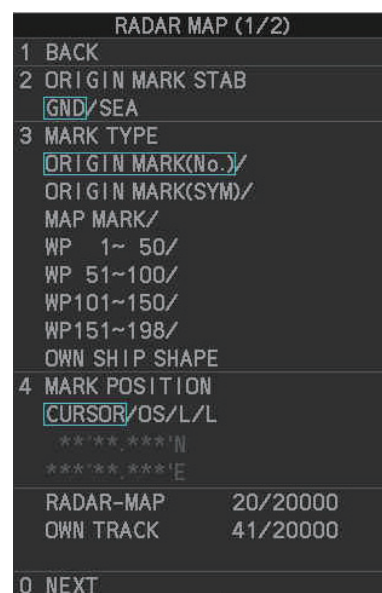 RADAR MAP (1/2)
1 BACK
2 ORIGIN MARK STAB
GND/SEA
3 MARK TYPE
ORIGIN MARK(No.)/
ORIGIN MARK(SYM)/
MAP MARK/
WP 1~ 50/
WP 51~100/
WP101~150/
WP151~198/
OWN SHIP SHAPE
4 MARK POSITION
CURSOR/OS/L/L
**°**.***'N
***°**.***'E
RADAR-MAP 20/20000
OWN TRACK 41/20000
0 NEXT